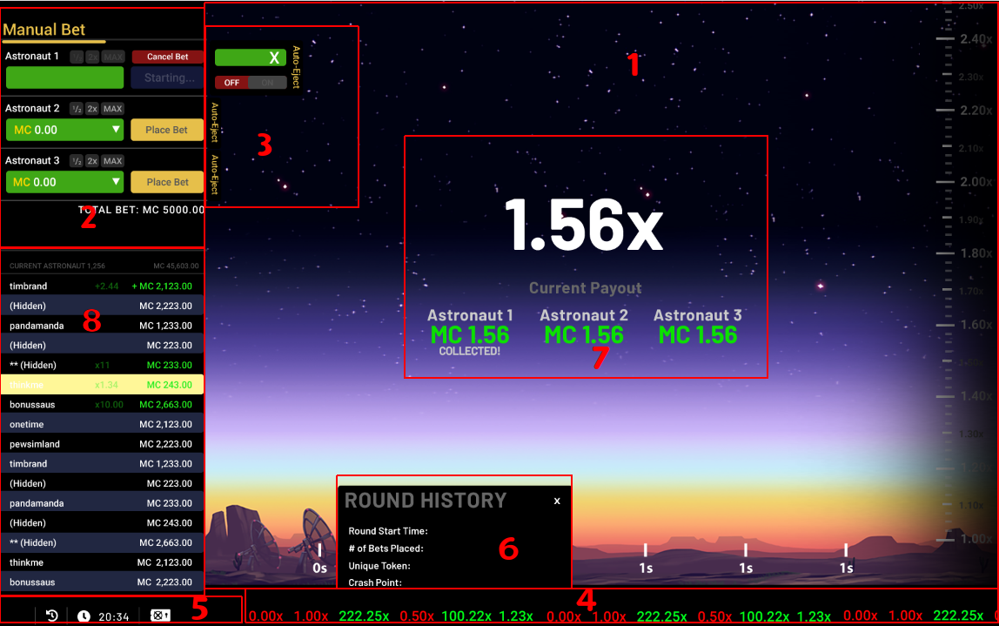 Manual Bet
Astronaut 1 1/2 2x MAX Cancel Bet
Starting...
Astronaut 2 1/2 2x MAX
MC 0.00 Place Bet
Astronaut 3 1/2 2x MAX
MC 0.00 Place Bet
TOTAL BET: MC 5000.00
2
X Auto-Eject
OFF ON
Auto-Eject
Auto-Eject
3
1
2.50x
2.40x
2.30x
2.20x
2.10x
2.00x
1.90x
1.80x
1.70x
1.60x
1.40x
1.30x
1.20x
1.10x
1.00x
1.56x
Current Payout
Astronaut 1 Astronaut 2 Astronaut 3
MC 1.56 MC 1.56 MC 1.56
COLLECTED!
7
CURRENT ASTRONAUT 1,256 MC 45,603.00
timbrand +2.44 + MC 2,123.00
(Hidden) MC 2,223.00
pandamanda MC 1,233.00
8
(Hidden) MC 223.00
** (Hidden) x11 MC 233.00
thinkme x1.34 MC 243.00
bonussaus x10.00 MC 2,663.00
onetime MC 2,123.00
pewsimland MC 2,223.00
timbrand MC 1,233.00
(Hidden) MC 223.00
pandamanda MC 233.00
(Hidden) MC 243.00
** (Hidden) MC 2,663.00
thinkme MC 2,123.00
bonussaus MC 2,223.00
ROUND HISTORY x
Round Start Time:
# of Bets Placed:
Unique Token:
Crash Point:
6
0s 1s 1s 1s
20:34
5
4
0.00x 1.00x 222.25x 0.50x 100.22x 1.23x 0.00x 1.00x 222.25x 0.50x 100.22x 1.23x 0.00x 1.00x 222.25x